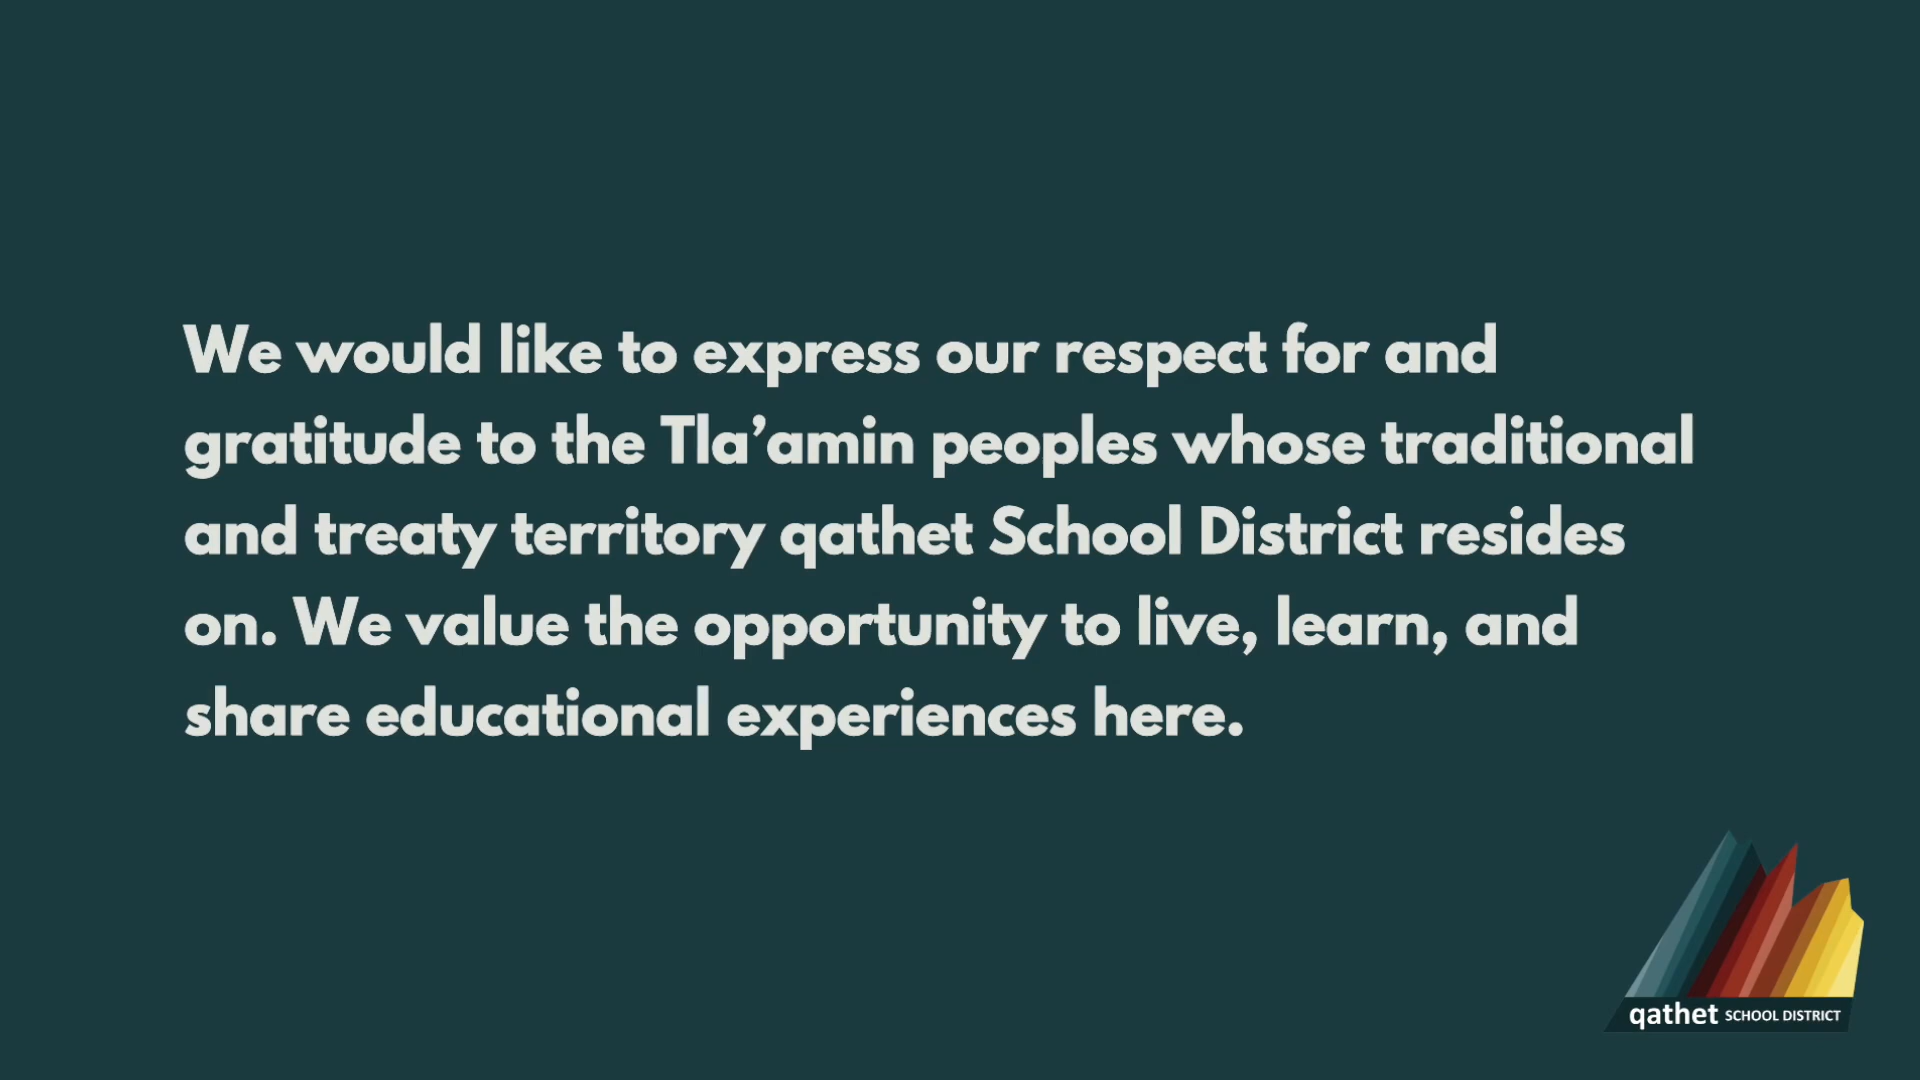 We would like to express our respect for and
gratitude to the Tla’amin peoples whose traditional
and treaty territory qathet School District resides
on. We value the opportunity to live, learn, and
share educational experiences here.
qathet SCHOOL DISTRICT